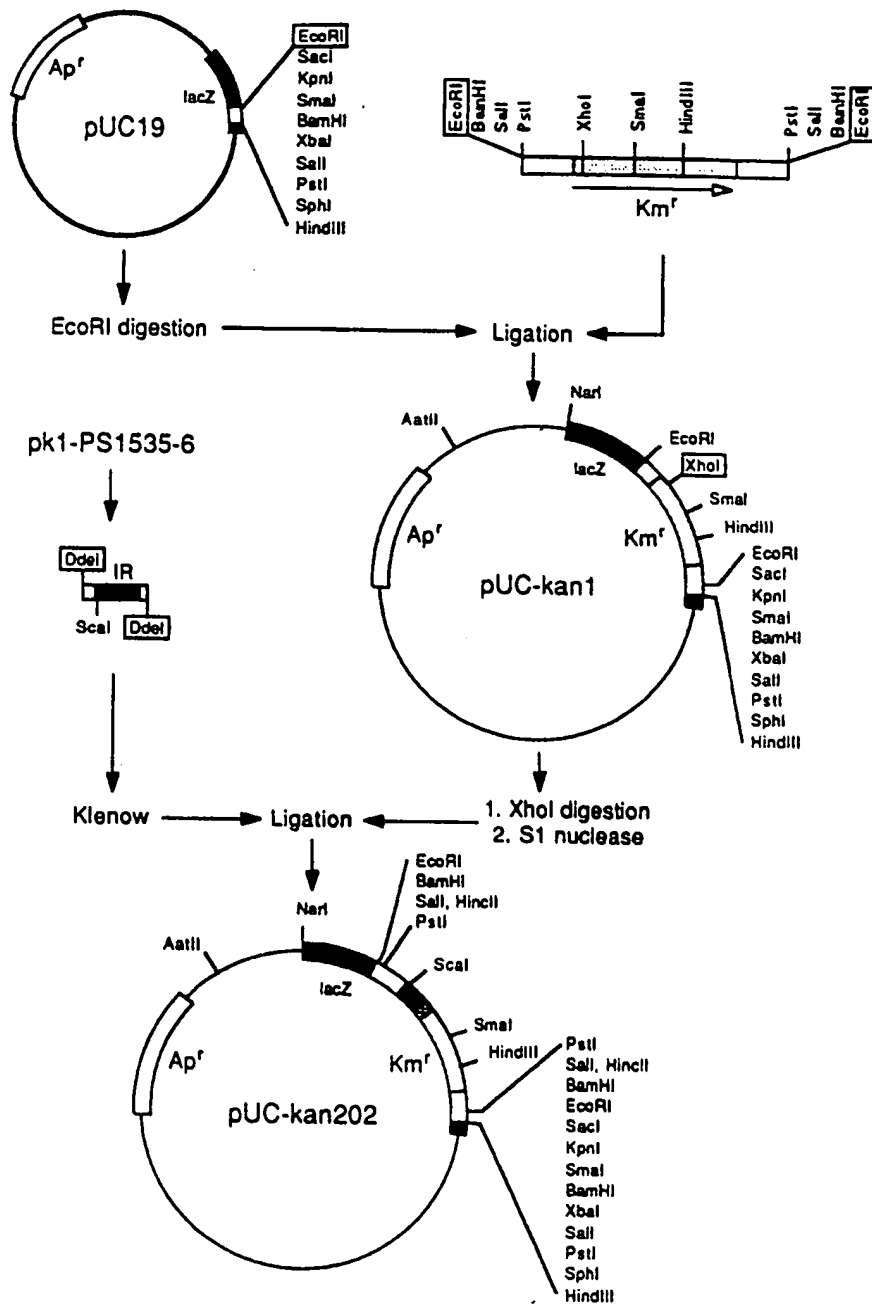 Ap^r
lacZ
pUC19
EcoRI
SacI
KpnI
SmaI
BamHI
XbaI
SalI
PstI
SphI
HindIII
EcoRI
BamHI
SalI
PstI
XhoI
SmaI
HindIII
PstI
SalI
BamHI
EcoRI
Km^r
EcoRI digestion
Ligation
pk1-PS1535-6
DdeI
IR
ScaI
DdeI
AatII
NarI
lacZ
EcoRI
XhoI
SmaI
HindIII
Ap^r
Km^r
pUC-kan1
EcoRI
SacI
KpnI
SmaI
BamHI
XbaI
SalI
PstI
SphI
HindIII
Klenow
Ligation
1. XhoI digestion
2. S1 nuclease
EcoRI
BamHI
SalI, HincII
PstI
NarI
AatII
lacZ
ScaI
SmaI
HindIII
Ap^r
Km^r
pUC-kan202
PstI
SalI, HincII
BamHI
EcoRI
SacI
KpnI
SmaI
BamHI
XbaI
SalI
PstI
SphI
HindIII